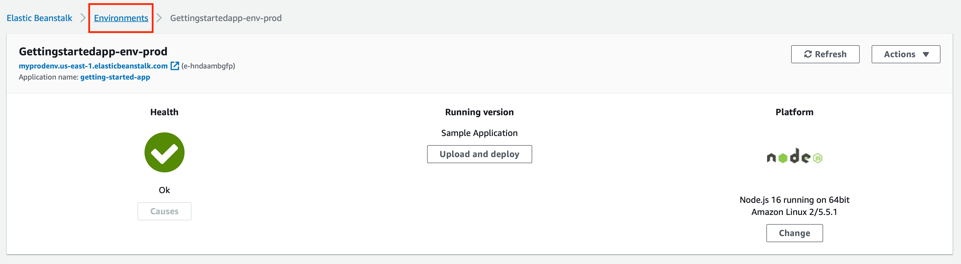 Elastic Beanstalk > Environments > Gettingstartedapp-env-prod
Gettingstartedapp-env-prod
myprodenv.us-east-1.elasticbeanstalk.com (e-hndaambgfp)
Application name: getting-started-app
Refresh
Actions
Health
Ok
Causes
Running version
Sample Application
Upload and deploy
Platform
node JS
Node.js 16 running on 64bit
Amazon Linux 2/5.5.1
Change